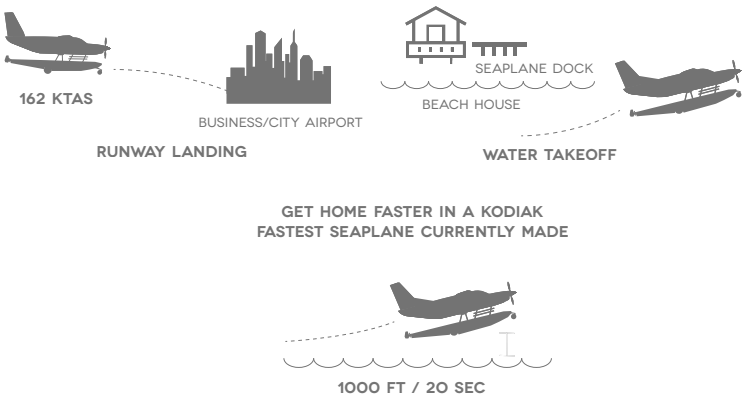 SEAPLANE DOCK
162 KTAS
BEACH HOUSE
BUSINESS/CITY AIRPORT
RUNWAY LANDING
WATER TAKEOFF
GET HOME FASTER IN A KODIAK
FASTEST SEAPLANE CURRENTLY MADE
1000 FT / 20 SEC